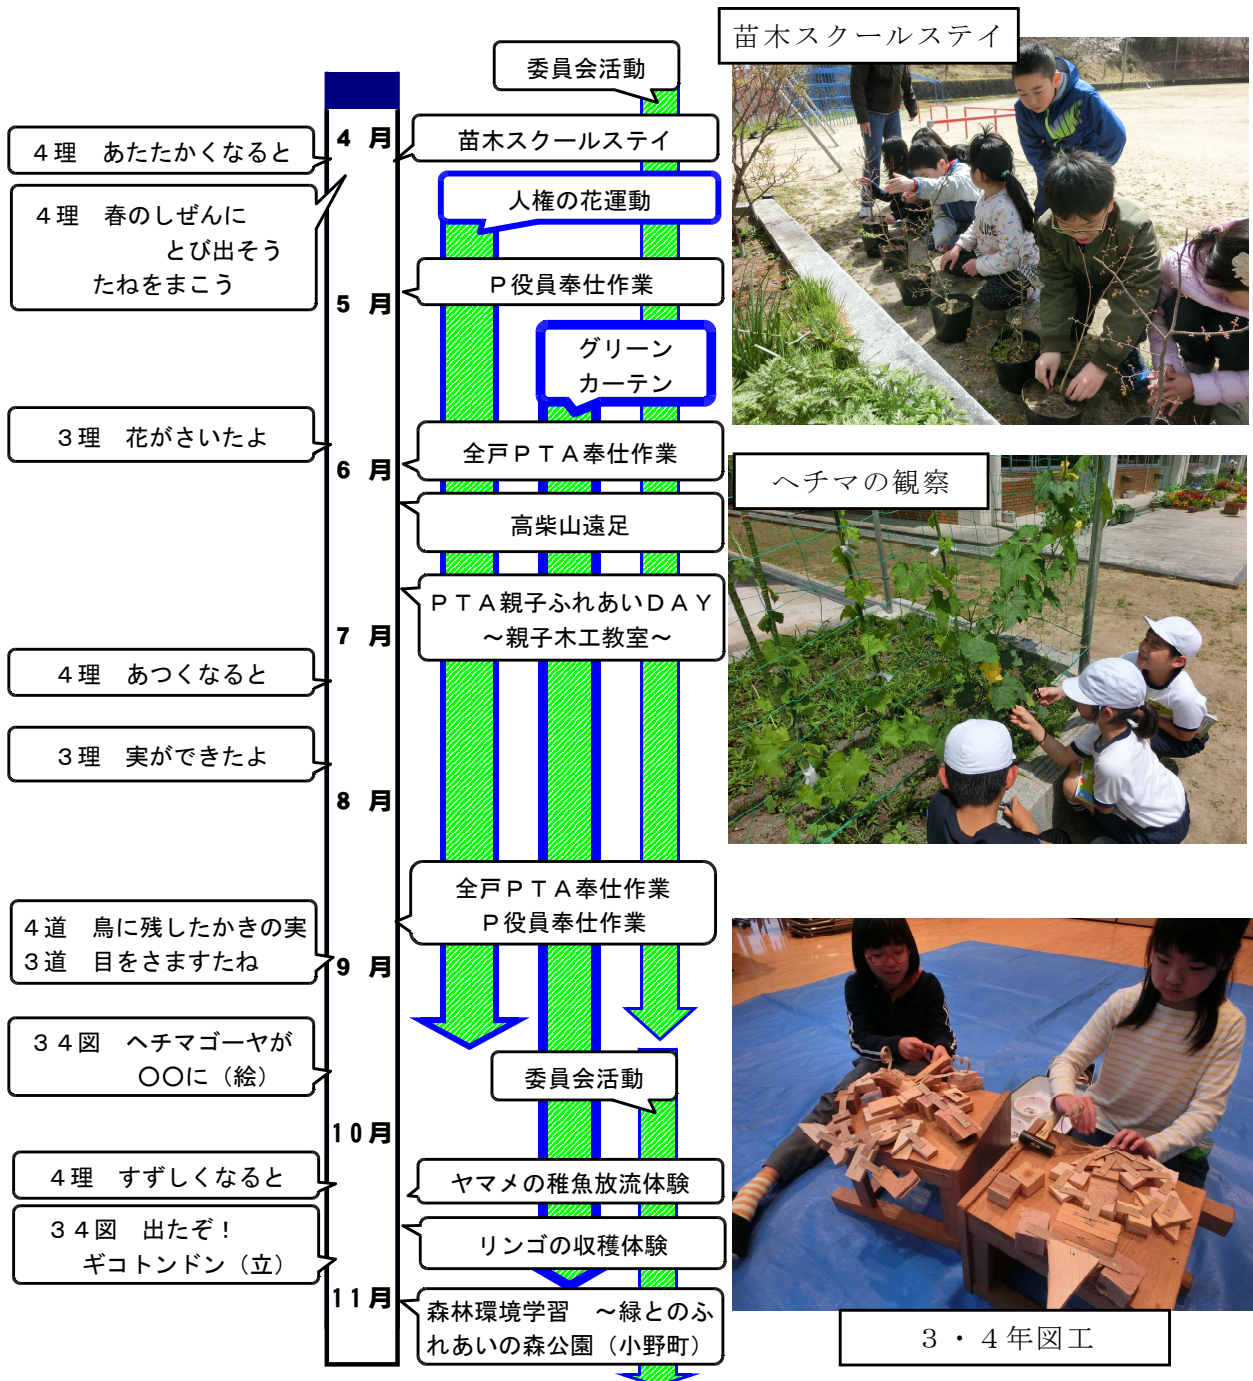 苗木スクールステイ
委員会活動
4 月
4理　あたたかくなると
苗木スクールステイ
4理　春のしぜんに
とび出そう
たねをまこう
人権の花運動
P役員奉仕作業
5 月
グリーン
カーテン
3理　花がさいたよ
全戸PTA奉仕作業
6 月
ヘチマの観察
高柴山遠足
PTA親子ふれあいDAY
～親子木工教室～
7 月
4理　あつくなると
3理　実ができたよ
8 月
全戸PTA奉仕作業
P役員奉仕作業
4道　鳥に残したかきの実
3道　目をさますたね
9 月
34図　ヘチマゴーヤが
〇〇に（絵）
委員会活動
10月
4理　すずしくなると
ヤマメの稚魚放流体験
34図　出たぞ！
ギコトンドン（立）
リンゴの収穫体験
11月
森林環境学習　～緑とのふ
れあいの森公園（小野町）
3・4年図工